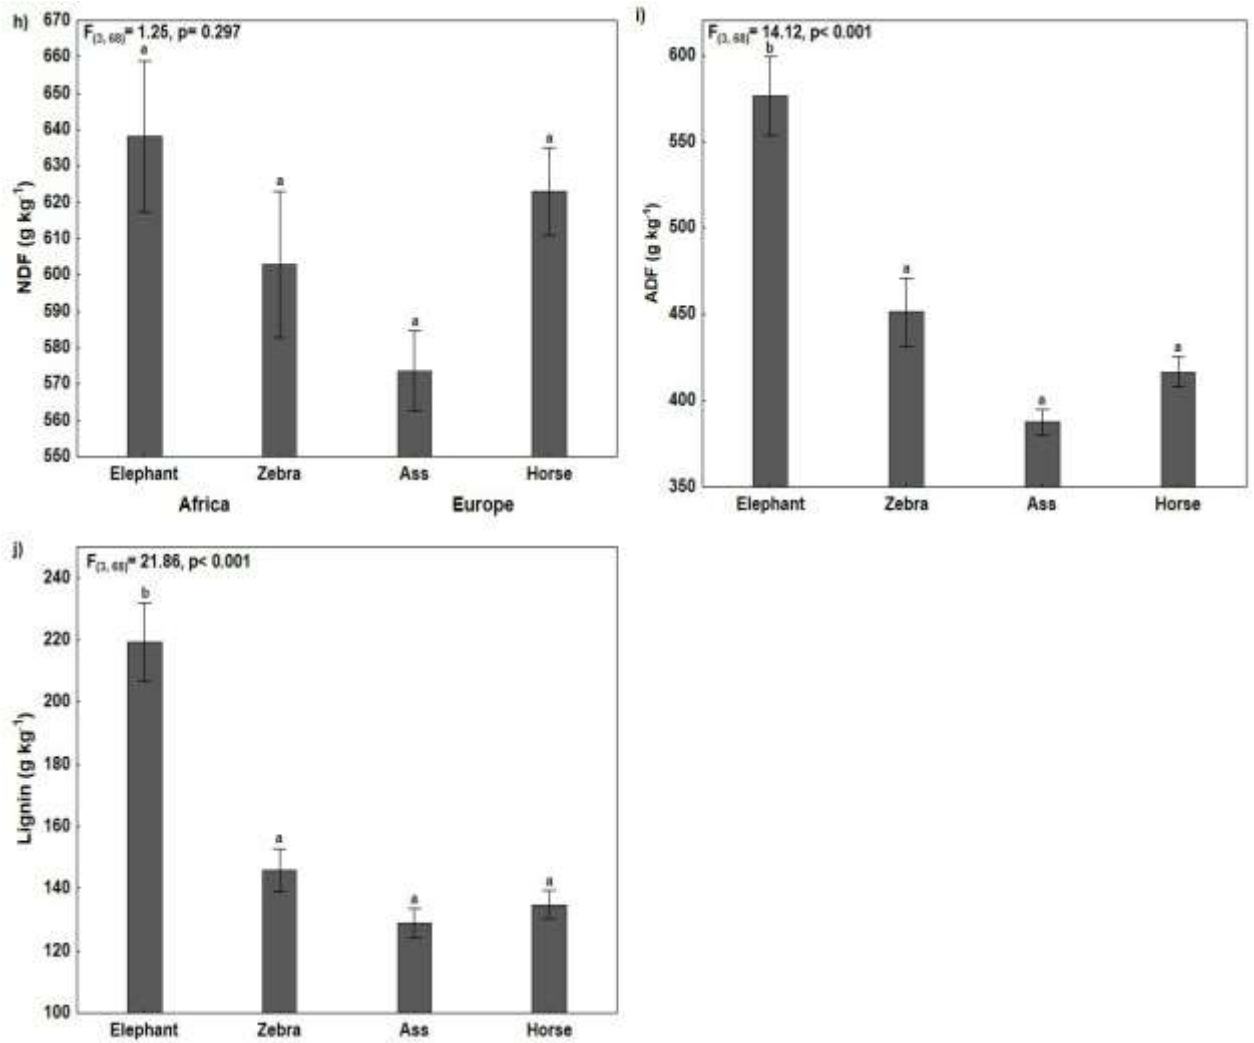 h)
F(3, 68)= 1.25, p= 0.297
670
660
650
640
630
620
610
600
590
580
570
560
550
NDF (g kg-1)
a
a
a
a
Elephant Zebra Ass Horse
Africa Europe
i)
F(3, 68)= 14.12, p< 0.001
600
550
500
450
400
350
ADF (g kg-1)
b
a
a
a
Elephant Zebra Ass Horse
j)
F(3, 68)= 21.86, p< 0.001
240
220
200
180
160
140
120
100
Lignin (g kg-1)
b
a
a
a
Elephant Zebra Ass Horse